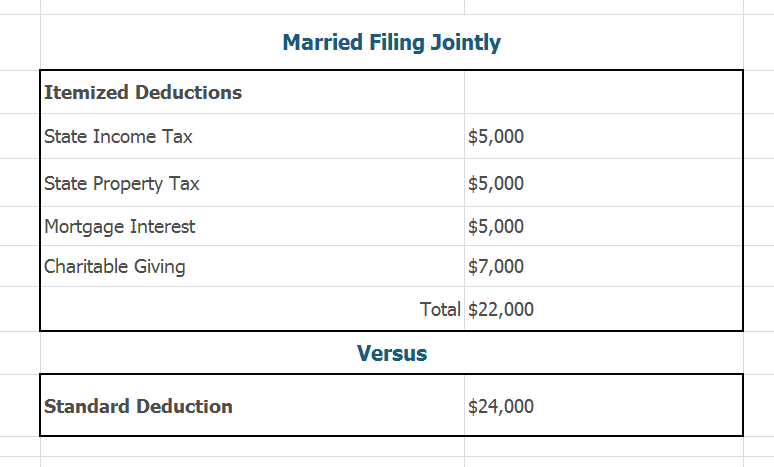 Married Filing Jointly
Itemized Deductions
State Income Tax $5,000
State Property Tax $5,000
Mortgage Interest $5,000
Charitable Giving $7,000
Total $22,000
Versus
Standard Deduction $24,000